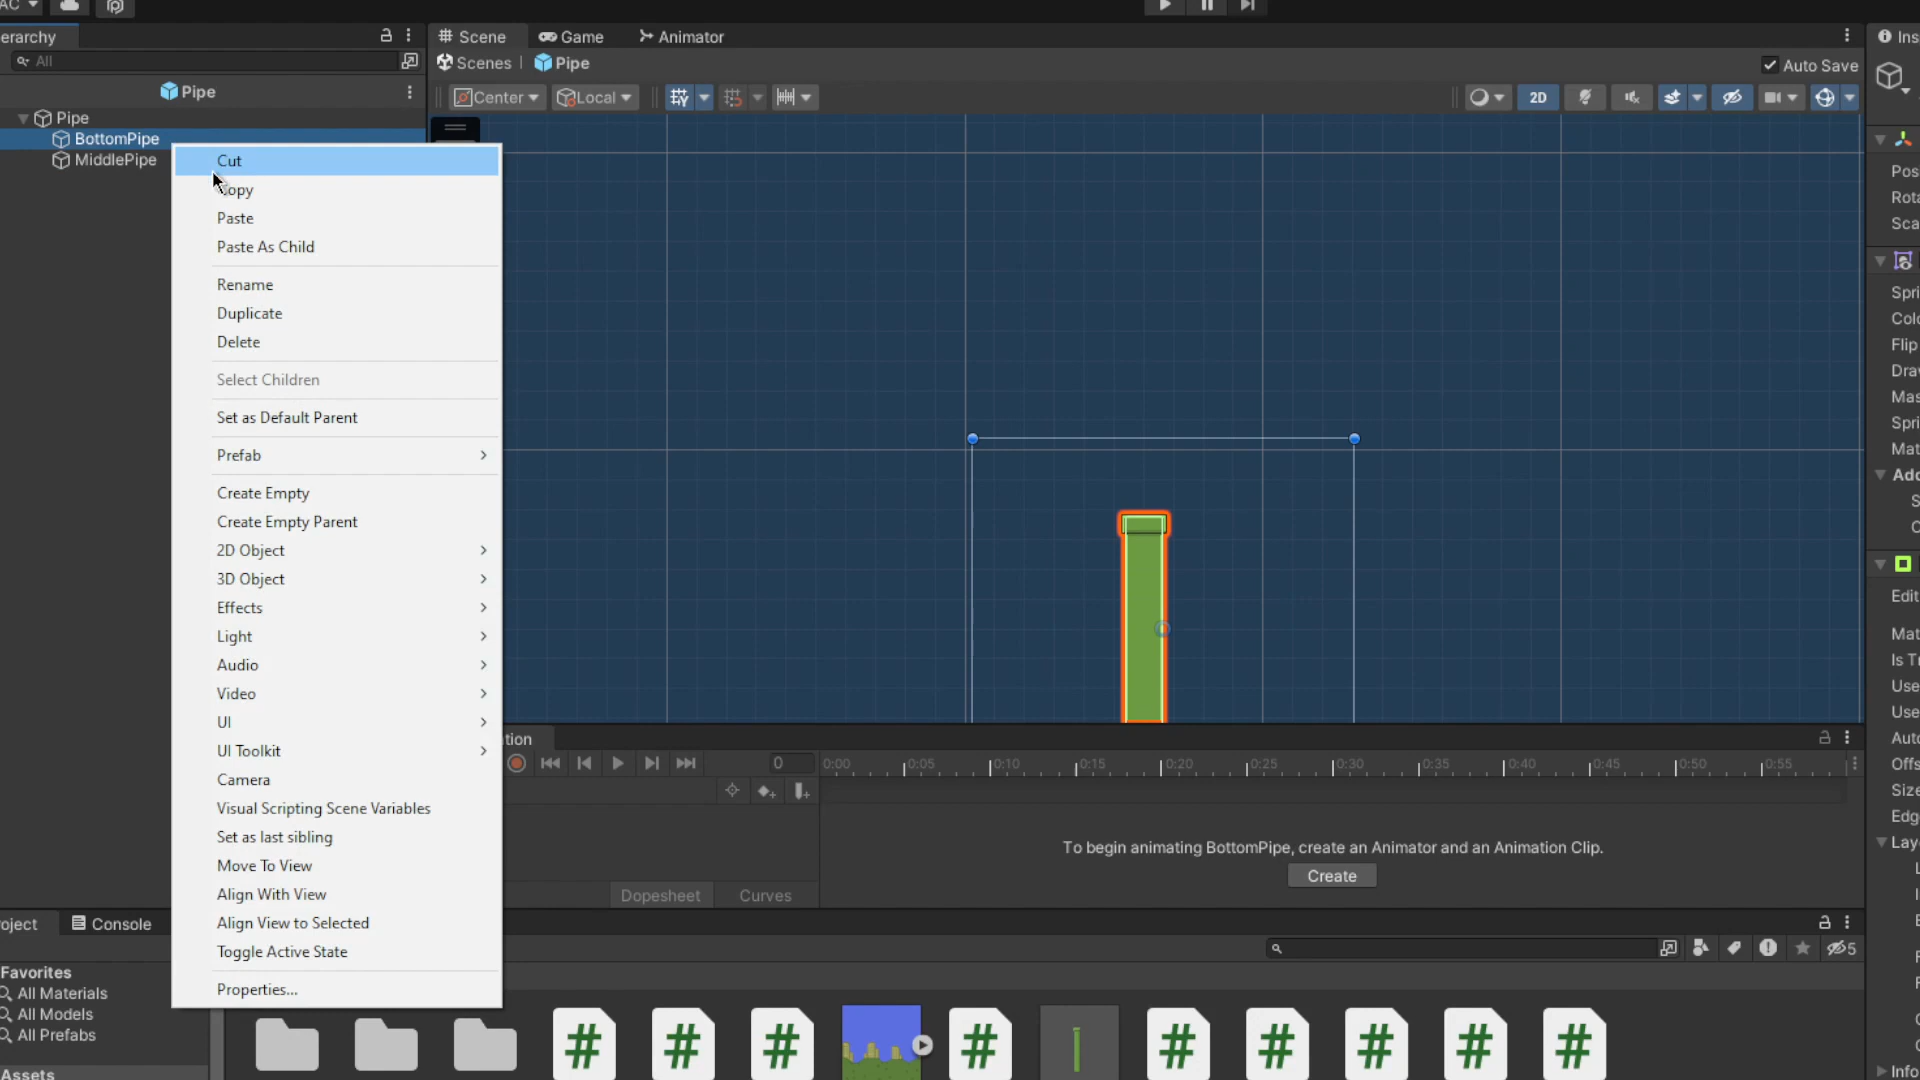 AC
erarchy
All
Pipe
Pipe
BottomPipe
MiddlePipe
Cut
Copy
Paste
Paste As Child
Rename
Duplicate
Delete
Select Children
Set as Default Parent
Prefab
Create Empty
Create Empty Parent
2D Object
3D Object
Effects
Light
Audio
Video
UI
UI Toolkit
Camera
Visual Scripting Scene Variables
Set as last sibling
Move To View
Align With View
Align View to Selected
Toggle Active State
Properties...
Scene Game Animator
Scenes | Pipe
Auto Save
Center Local 2D
tion
0 0:00 0:05 0:10 0:15 0:20 0:25 0:30 0:35 0:40 0:45 0:50 0:55
To begin animating BottomPipe, create an Animator and an Animation Clip.
Create
Dopesheet Curves
oject Console
5
Favorites
All Materials
All Models
All Prefabs
Assets
# # # # # # # # #
Ins
Pos
Rota
Sca
Spri
Colo
Flip
Drav
Mas
Spri
Mat
Add
S
Edit
Mat
Is Tr
Use
Use
Auto
Offs
Size
Edg
Laye
Info